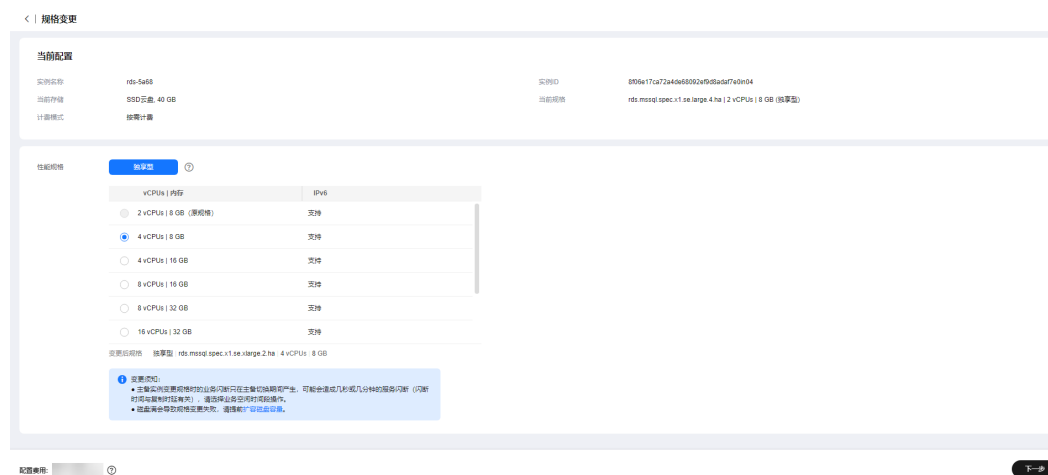 < | 规格变更
当前配置
实例名称 rds-5a68 实例ID 8f06e17ca72a4de68092ef9d8adaf7e0in04
当前存储 SSD云盘, 40 GB 当前规格 rds.mssql.spec.x1.se.large.4.ha | 2 vCPUs | 8 GB (独享型)
计费模式 按需计费
性能规格 独享型 ?
vCPUs | 内存 IPv6
2 vCPUs | 8 GB（原规格） 支持
4 vCPUs | 8 GB 支持
4 vCPUs | 16 GB 支持
8 vCPUs | 16 GB 支持
8 vCPUs | 32 GB 支持
16 vCPUs | 32 GB 支持
变更后规格 独享型 | rds.mssql.spec.x1.se.xlarge.2.ha | 4 vCPUs | 8 GB
变更须知:
• 主备实例变更规格时的业务闪断只在主备切换期间产生，可能会造成几秒或几分钟的服务闪断（闪断
时间与复制时延有关），请选择业务空闲时间段操作。
• 磁盘满会导致规格变更失败，请提前扩容磁盘容量。
配置费用: ?
下一步